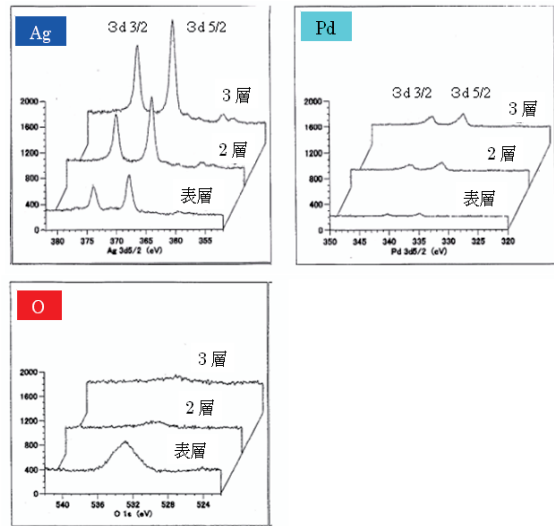 Ag
3d 3/2
3d 5/2
3層
2層
表層
2000
1600
1200
800
400
0
380
375
370
365
360
355
Ag 3d5/2 (eV)
Pd
3d 3/2
3d 5/2
3層
2層
表層
2000
1600
1200
800
400
0
350
345
340
335
330
325
320
Pd 3d5/2 (eV)
O
3層
2層
表層
2000
1600
1200
800
400
0
540
536
532
528
524
O 1s (eV)